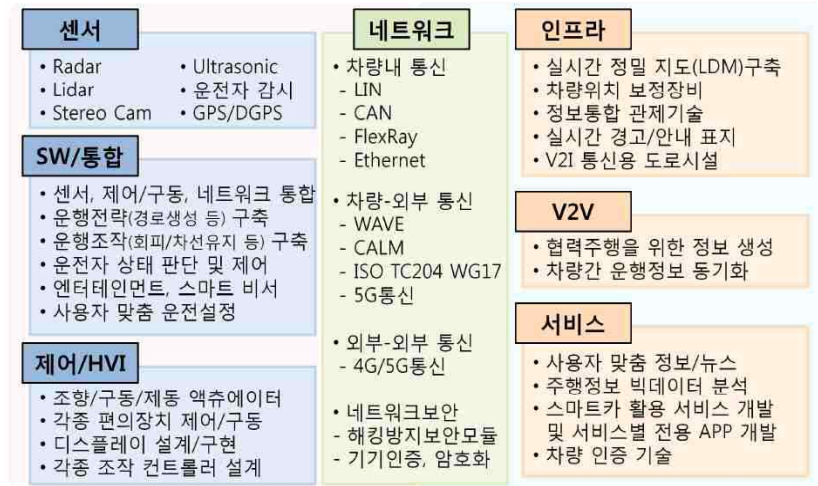 센서
• Radar
• Lidar
• Stereo Cam
• Ultrasonic
• 운전자 감시
• GPS/DGPS
SW/통합
• 센서, 제어/구동, 네트워크 통합
• 운행전략(경로생성 등) 구축
• 운행조작(회피/차선유지 등) 구축
• 운전자 상태 판단 및 제어
• 엔터테인먼트, 스마트 비서
• 사용자 맞춤 운전설정
제어/HVI
• 조향/구동/제동 액츄에이터
• 각종 편의장치 제어/구동
• 디스플레이 설계/구현
• 각종 조작 컨트롤러 설계
네트워크
• 차량내 통신
- LIN
- CAN
- FlexRay
- Ethernet
• 차량-외부 통신
- WAVE
- CALM
- ISO TC204 WG17
- 5G통신
• 외부-외부 통신
- 4G/5G통신
• 네트워크보안
- 해킹방지보안모듈
- 기기인증, 암호화
인프라
• 실시간 정밀 지도(LDM)구축
• 차량위치 보정장비
• 정보통합 관제기술
• 실시간 경고/안내 표지
• V2I 통신용 도로시설
V2V
• 협력주행을 위한 정보 생성
• 차량간 운행정보 동기화
서비스
• 사용자 맞춤 정보/뉴스
• 주행정보 빅데이터 분석
• 스마트카 활용 서비스 개발
및 서비스별 전용 APP 개발
• 차량 인증 기술